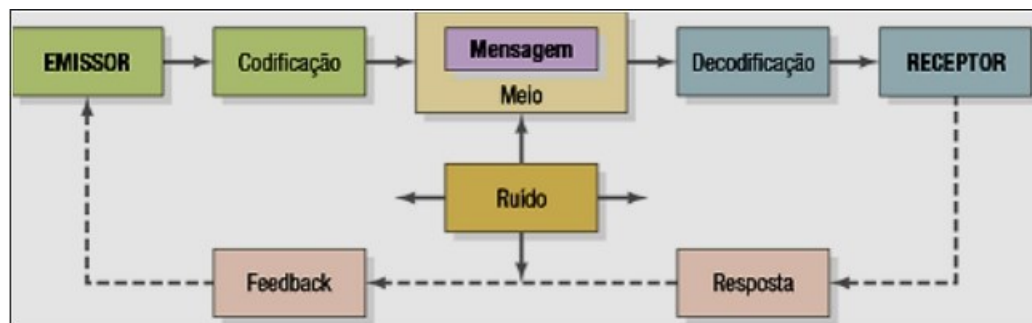 EMISSOR
Codificação
Mensagem
Meio
Decodificação
RECEPTOR
Ruído
Feedback
Resposta